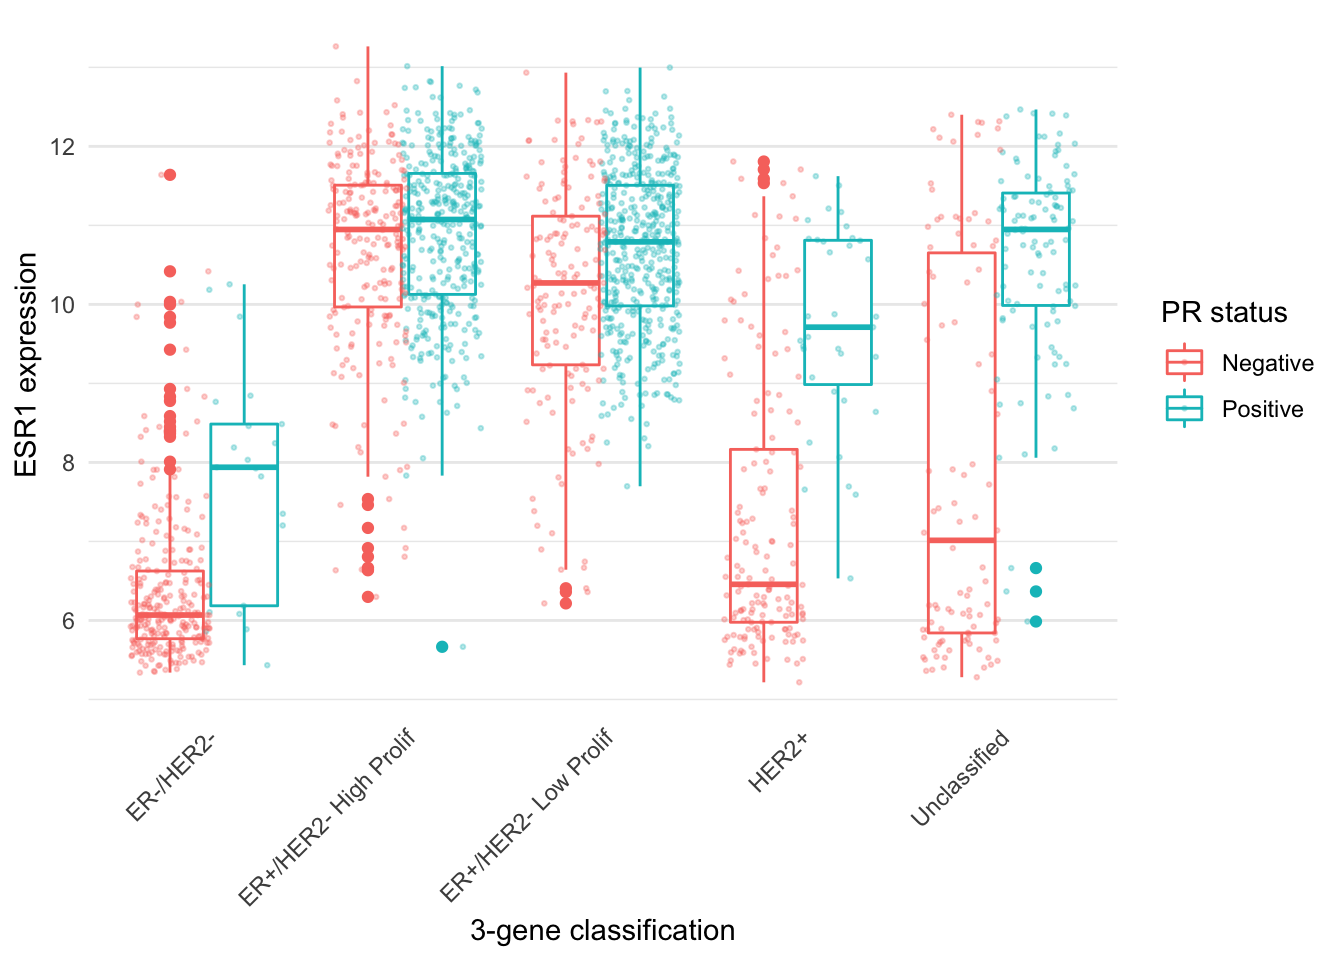 ESR1 expression
12
10
8
6
ER-/HER2-
ER+/HER2- High Prolif
ER+/HER2- Low Prolif
HER2+
Unclassified
3-gene classification
PR status
Negative
Positive